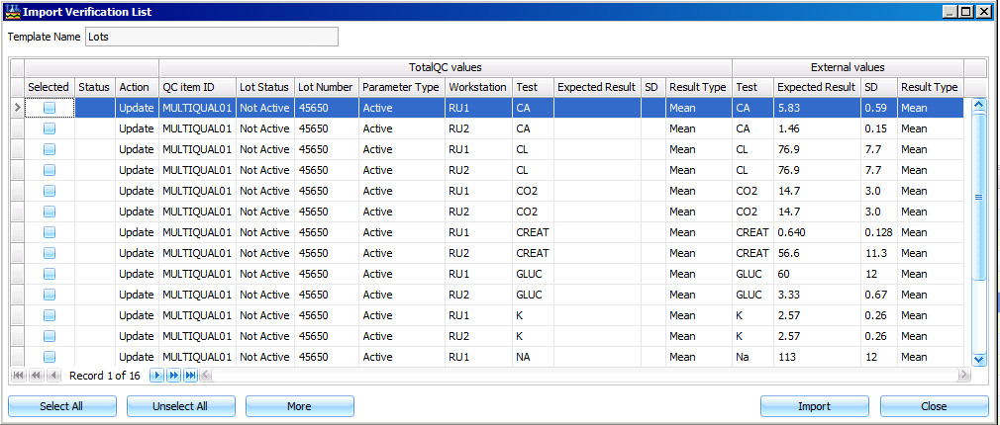 Import Verification List
Template Name Lots
TotalQC values External values
Selected Status Action QC item ID Lot Status Lot Number Parameter Type Workstation Test Expected Result SD Result Type Test Expected Result SD Result Type
Update MULTIQUAL01 Not Active 45650 Active RU1 CA Mean CA 5.83 0.59 Mean
Update MULTIQUAL01 Not Active 45650 Active RU2 CA Mean CA 1.46 0.15 Mean
Update MULTIQUAL01 Not Active 45650 Active RU1 CL Mean CL 76.9 7.7 Mean
Update MULTIQUAL01 Not Active 45650 Active RU2 CL Mean CL 76.9 7.7 Mean
Update MULTIQUAL01 Not Active 45650 Active RU1 CO2 Mean CO2 14.7 3.0 Mean
Update MULTIQUAL01 Not Active 45650 Active RU2 CO2 Mean CO2 14.7 3.0 Mean
Update MULTIQUAL01 Not Active 45650 Active RU1 CREAT Mean CREAT 0.640 0.128 Mean
Update MULTIQUAL01 Not Active 45650 Active RU2 CREAT Mean CREAT 56.6 11.3 Mean
Update MULTIQUAL01 Not Active 45650 Active RU1 GLUC Mean GLUC 60 12 Mean
Update MULTIQUAL01 Not Active 45650 Active RU2 GLUC Mean GLUC 3.33 0.67 Mean
Update MULTIQUAL01 Not Active 45650 Active RU1 K Mean K 2.57 0.26 Mean
Update MULTIQUAL01 Not Active 45650 Active RU2 K Mean K 2.57 0.26 Mean
Update MULTIQUAL01 Not Active 45650 Active RU1 NA Mean Na 113 12 Mean
Record 1 of 16
Select All Unselect All More Import Close